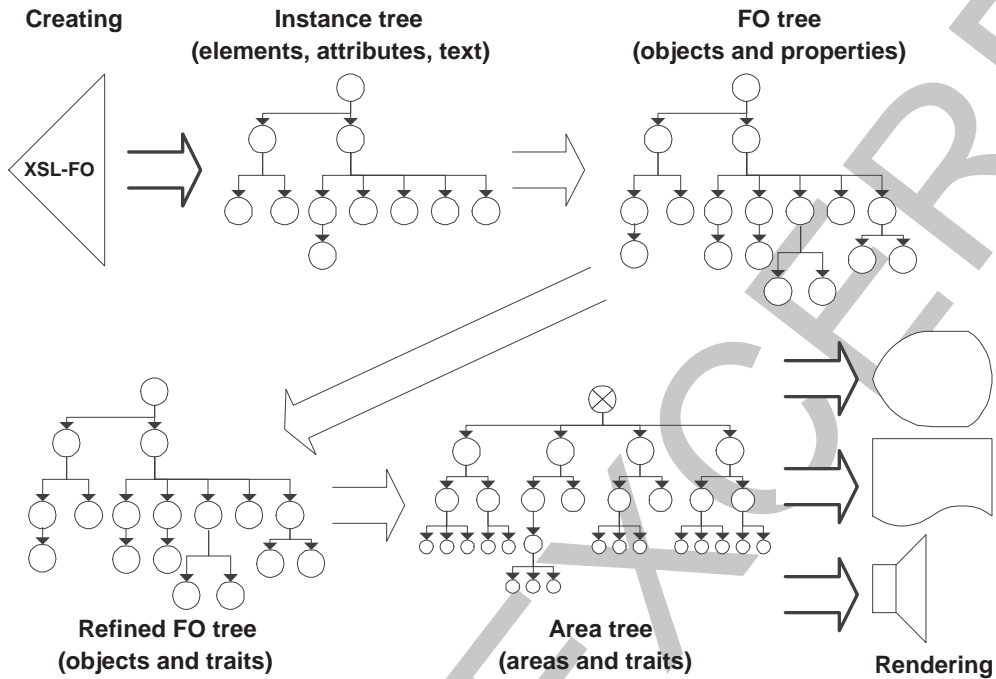 Creating
Instance tree
(elements, attributes, text)
FO tree
(objects and properties)
XSL-FO
Refined FO tree
(objects and traits)
Area tree
(areas and traits)
Rendering
EXCER